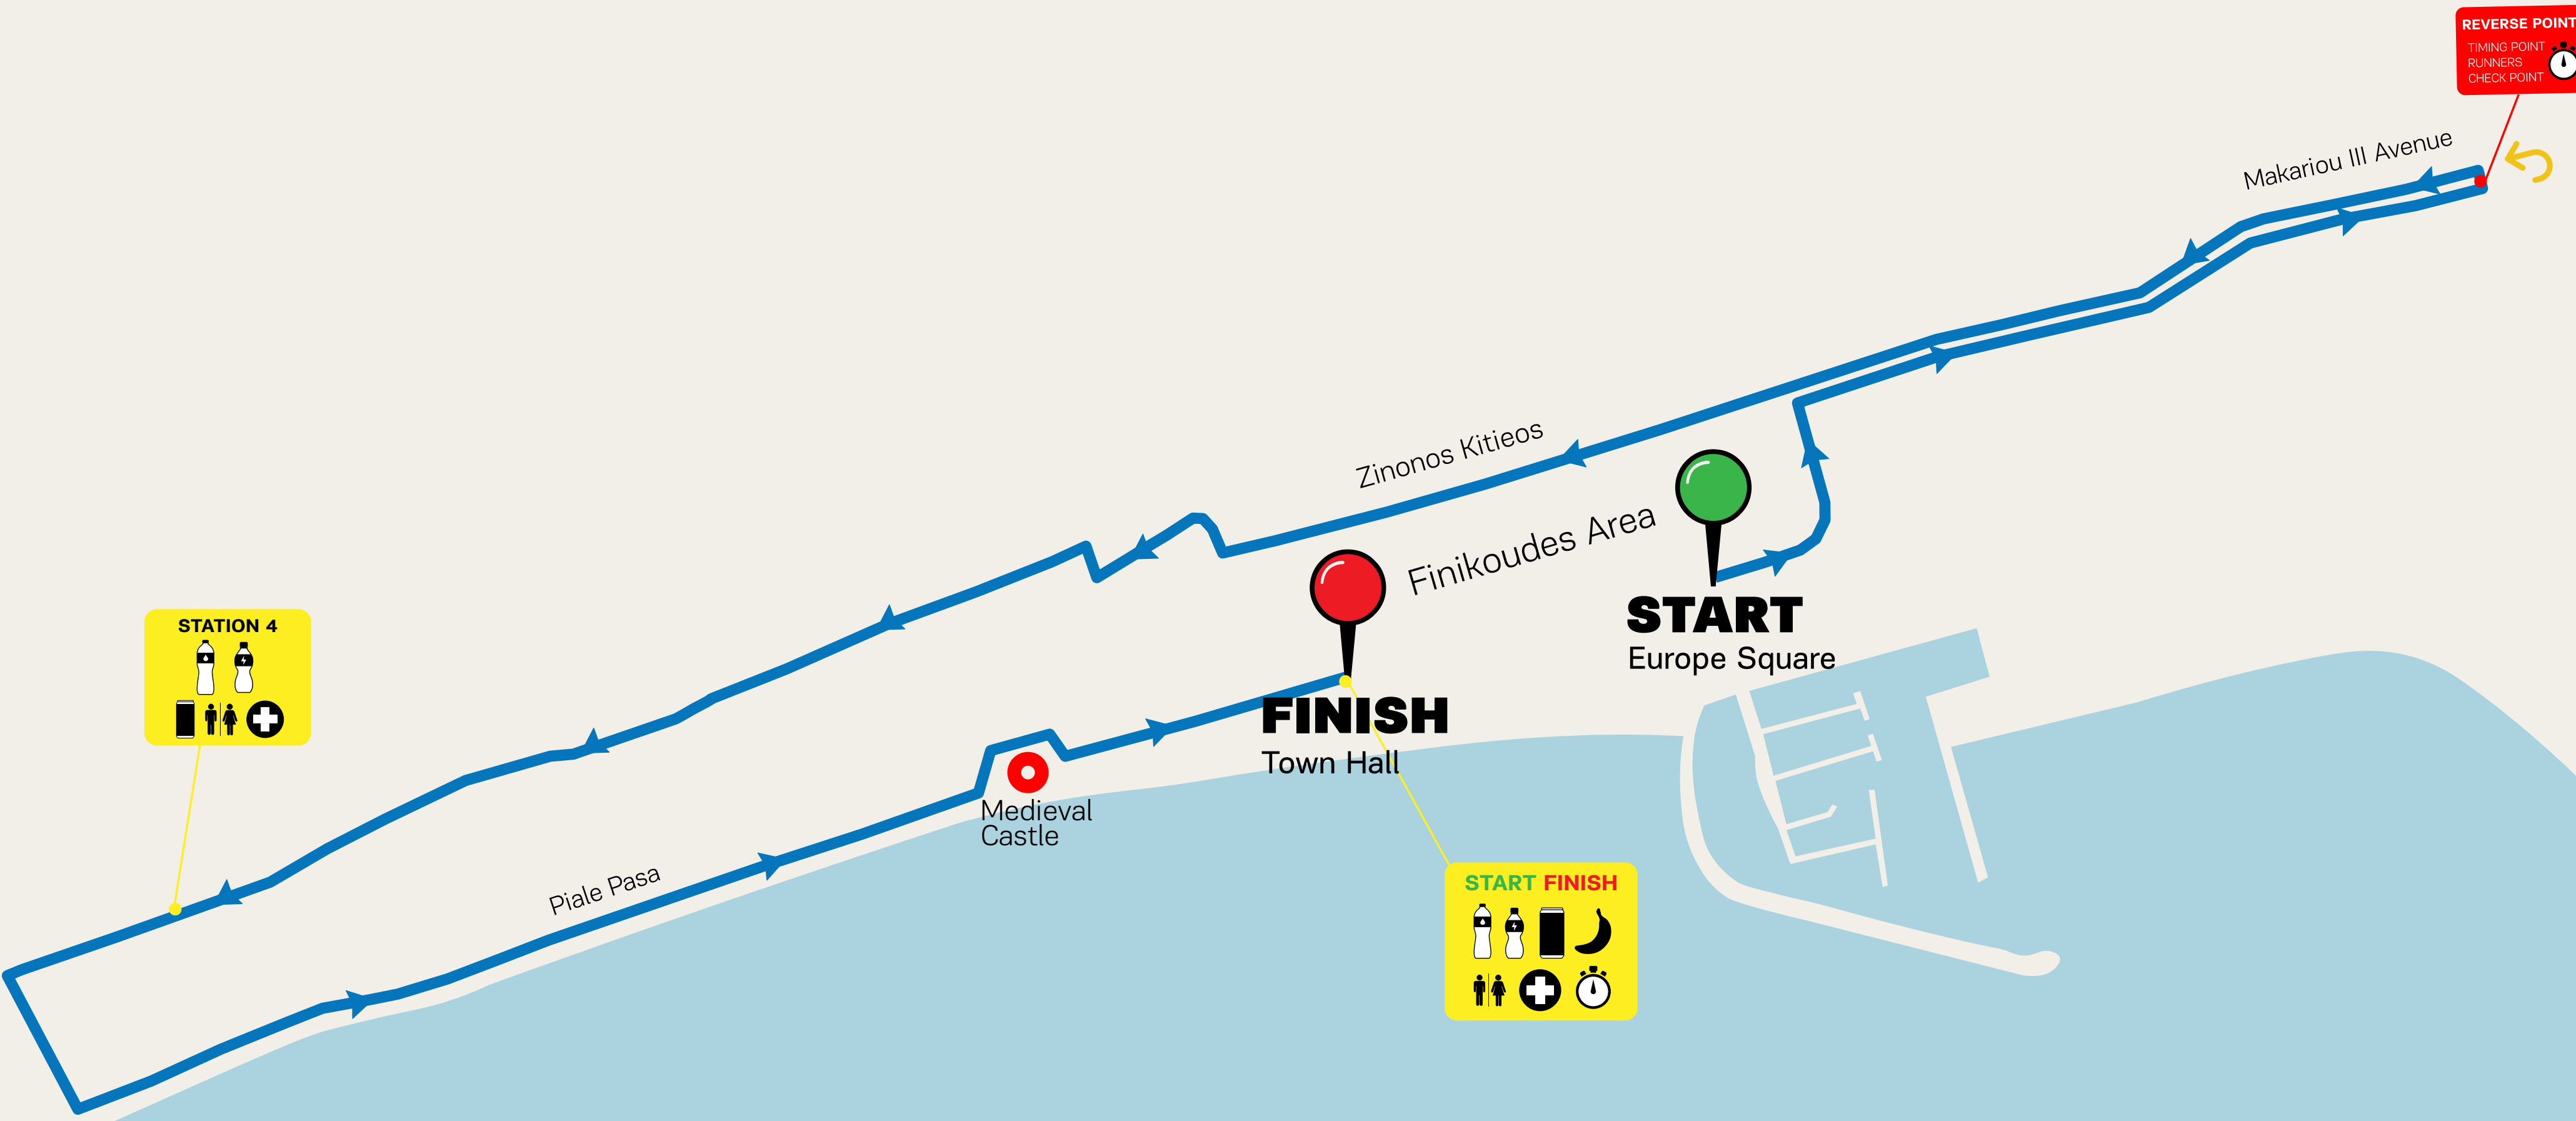 REVERSE POINT
TIMING POINT
RUNNERS
CHECK POINT
Makariou III Avenue
Zinonos Kitieos
Finikoudes Area
START
Europe Square
STATION 4
FINISH
Town Hall
Medieval
Castle
Piale Pasa
START FINISH